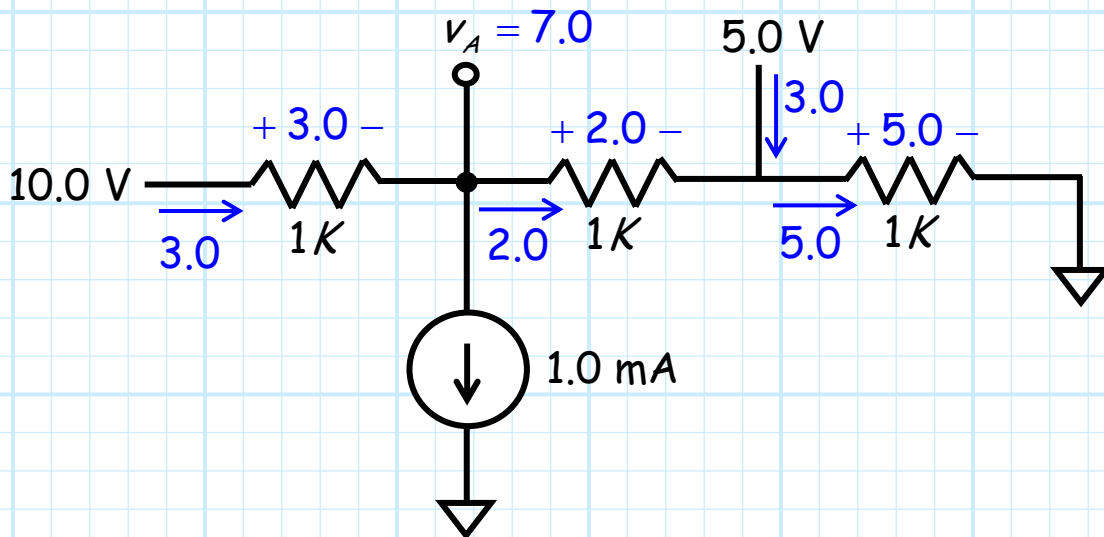 v_A = 7.0
5.0 V
3.0
+ 3.0 −
+ 2.0 −
+ 5.0 −
10.0 V
3.0
1K
2.0
1K
5.0
1K
1.0 mA